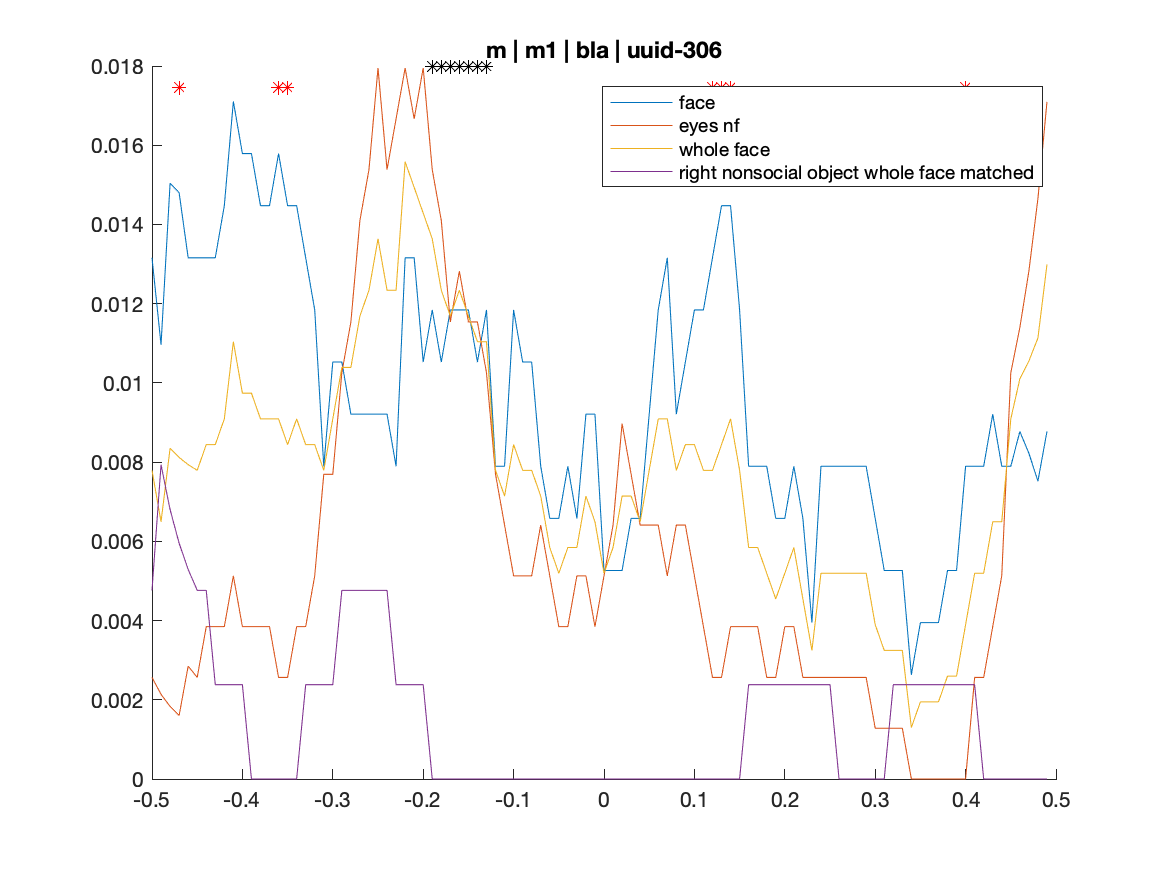 m | m1 | bla | uuid-306
0.018
0.016
0.014
0.012
0.01
0.008
0.006
0.004
0.002
0
face
eyes nf
whole face
right nonsocial object whole face matched
-0.5 -0.4 -0.3 -0.2 -0.1 0 0.1 0.2 0.3 0.4 0.5